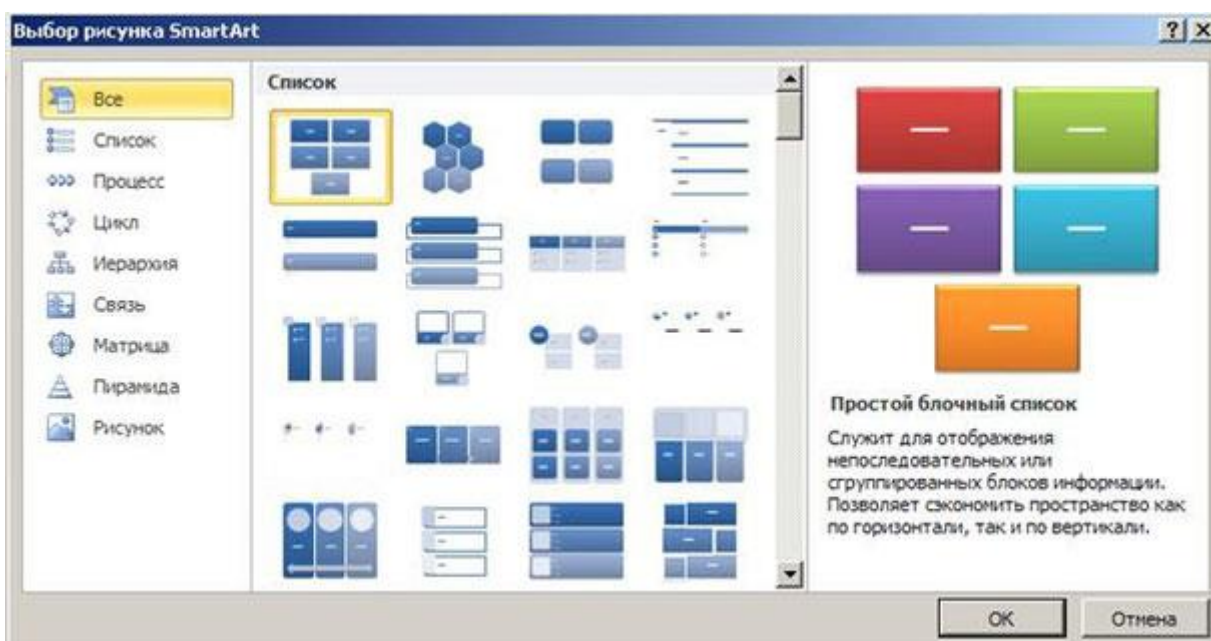 Выбор рисунка SmartArt
Все
Список
Процесс
Цикл
Иерархия
Связь
Матрица
Пирамида
Рисунок
Список
Простой блочный список
Служит для отображения
непоследовательных или
сгруппированных блоков информации.
Позволяет сэкономить пространство как
по горизонтали, так и по вертикали.
ОК
Отмена